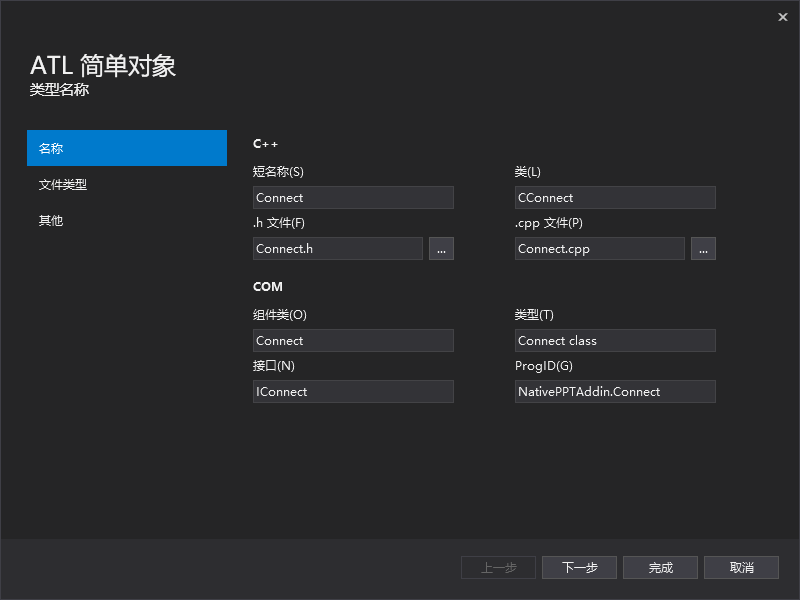 ×
ATL 简单对象
类型名称
名称
文件类型
其他
C++
短名称(S)
类(L)
Connect
CConnect
.h 文件(F)
.cpp 文件(P)
Connect.h
...
Connect.cpp
...
COM
组件类(O)
类型(T)
Connect
Connect class
接口(N)
ProgID(G)
IConnect
NativePPTAddin.Connect
上一步
下一步
完成
取消